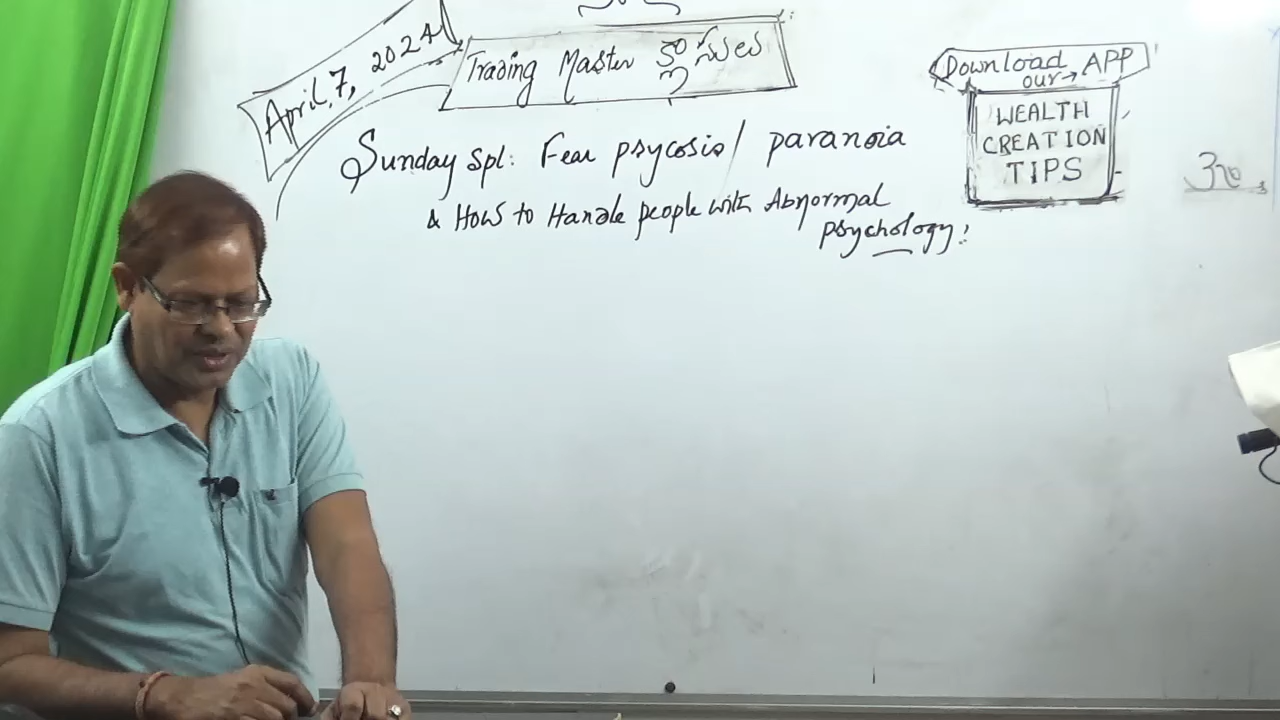 April, 7, 2024
Trading Master క్లాసులు
Sunday Spl: Fear psycosis/ paranoia
& How to Handle people with Abnormal
psychology!
Download
our → APP
WEALTH
CREATION
TIPS